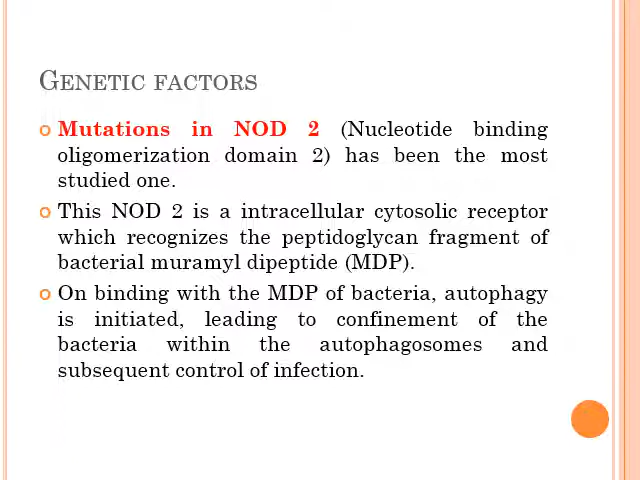 GENETIC FACTORS
Mutations in NOD 2 (Nucleotide binding
oligomerization domain 2) has been the most
studied one.
This NOD 2 is a intracellular cytosolic receptor
which recognizes the peptidoglycan fragment of
bacterial muramyl dipeptide (MDP).
On binding with the MDP of bacteria, autophagy
is initiated, leading to confinement of the
bacteria within the autophagosomes and
subsequent control of infection.